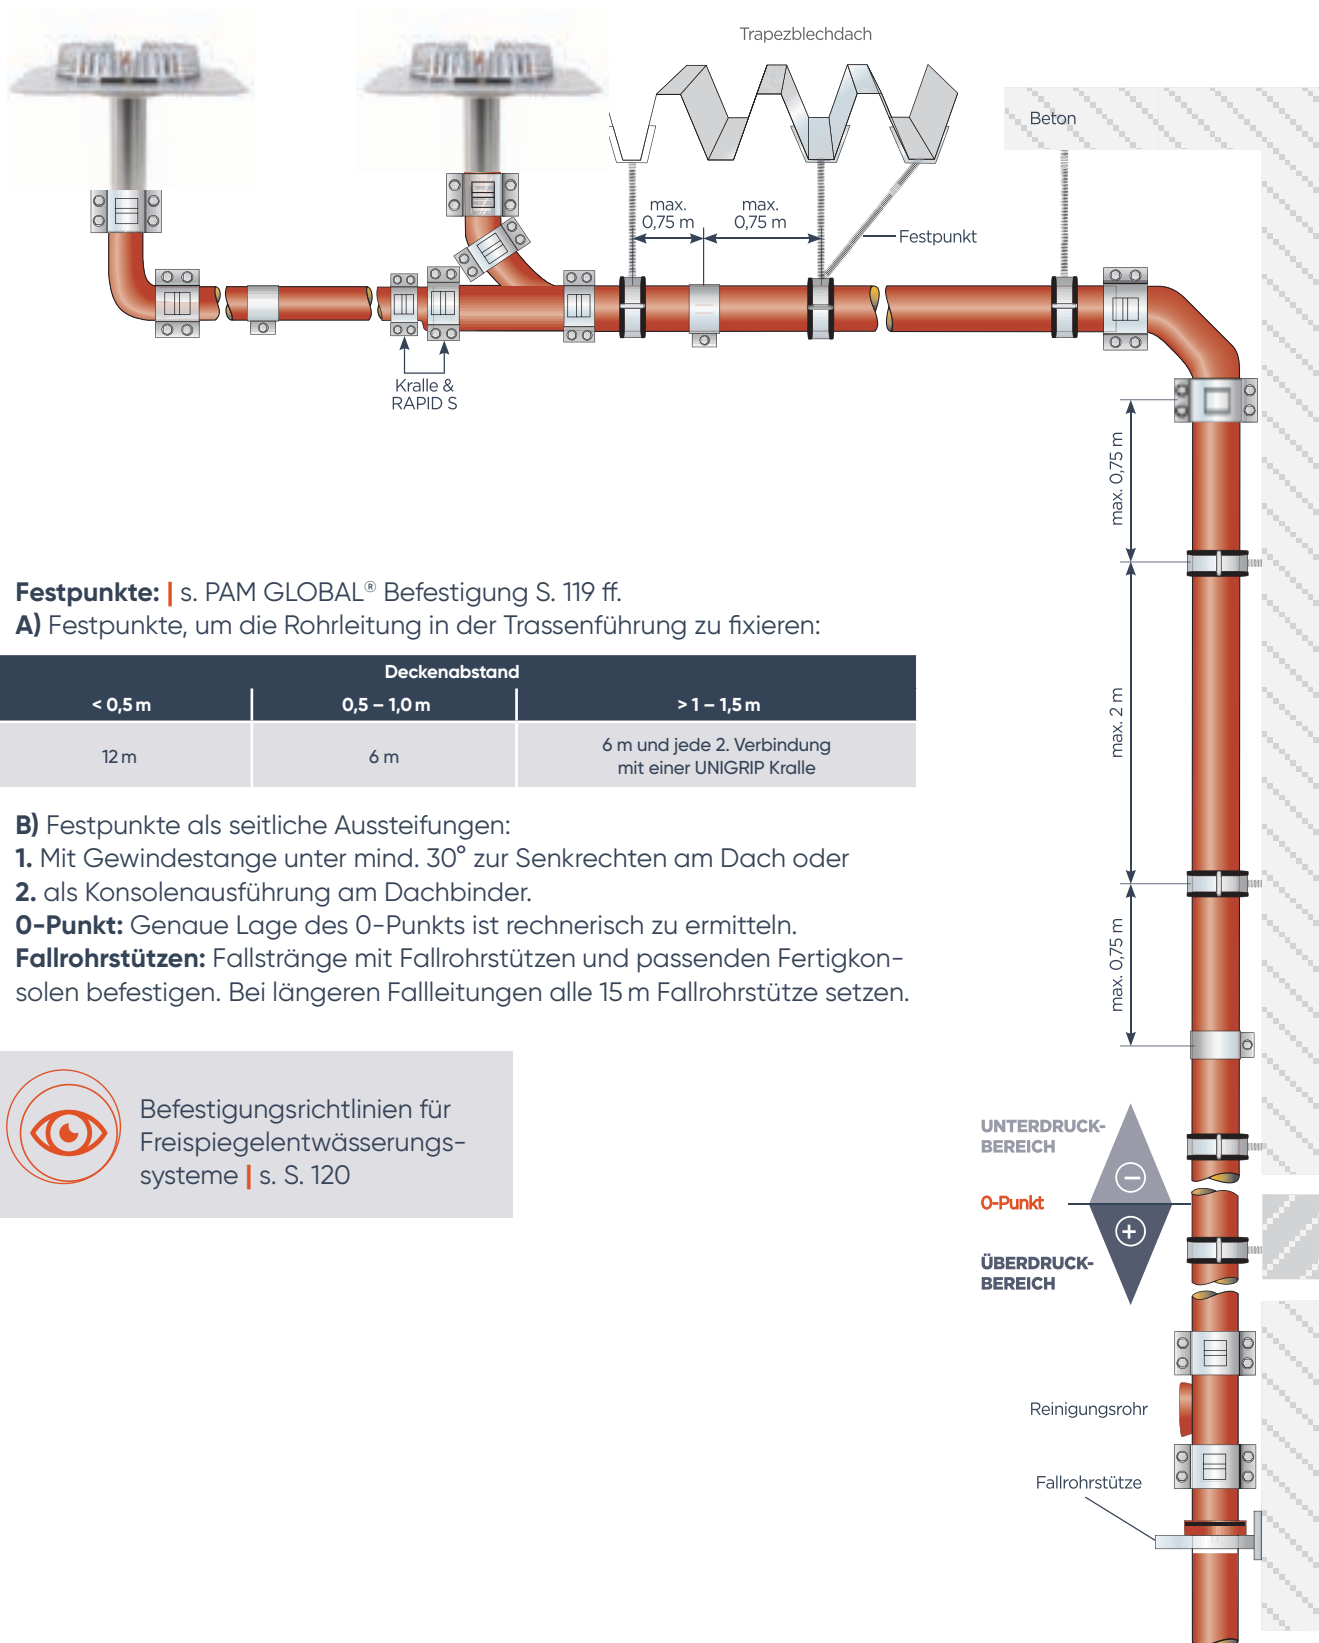 Trapezblechdach
Beton
max.
0,75 m
max.
0,75 m
Festpunkt
Kralle &
RAPID S
max. 0,75 m
max. 2 m
max. 0,75 m
Festpunkte: | s. PAM GLOBAL® Befestigung S. 119 ff.
A) Festpunkte, um die Rohrleitung in der Trassenführung zu fixieren:
Deckenabstand
< 0,5 m
0,5 – 1,0 m
> 1 – 1,5 m
12 m
6 m
6 m und jede 2. Verbindung
mit einer UNIGRIP Kralle
B) Festpunkte als seitliche Aussteifungen:
1. Mit Gewindestange unter mind. 30° zur Senkrechten am Dach oder
2. als Konsolenausführung am Dachbinder.
0-Punkt: Genaue Lage des 0-Punkts ist rechnerisch zu ermitteln.
Fallrohrstützen: Fallstränge mit Fallrohrstützen und passenden Fertigkon-
solen befestigen. Bei längeren Fallleitungen alle 15 m Fallrohrstütze setzen.
Befestigungsrichtlinien für
Freispiegelentwässerungs-
systeme | s. S. 120
UNTERDRUCK-
BEREICH
–
0-Punkt
+
ÜBERDRUCK-
BEREICH
Reinigungsrohr
Fallrohrstütze